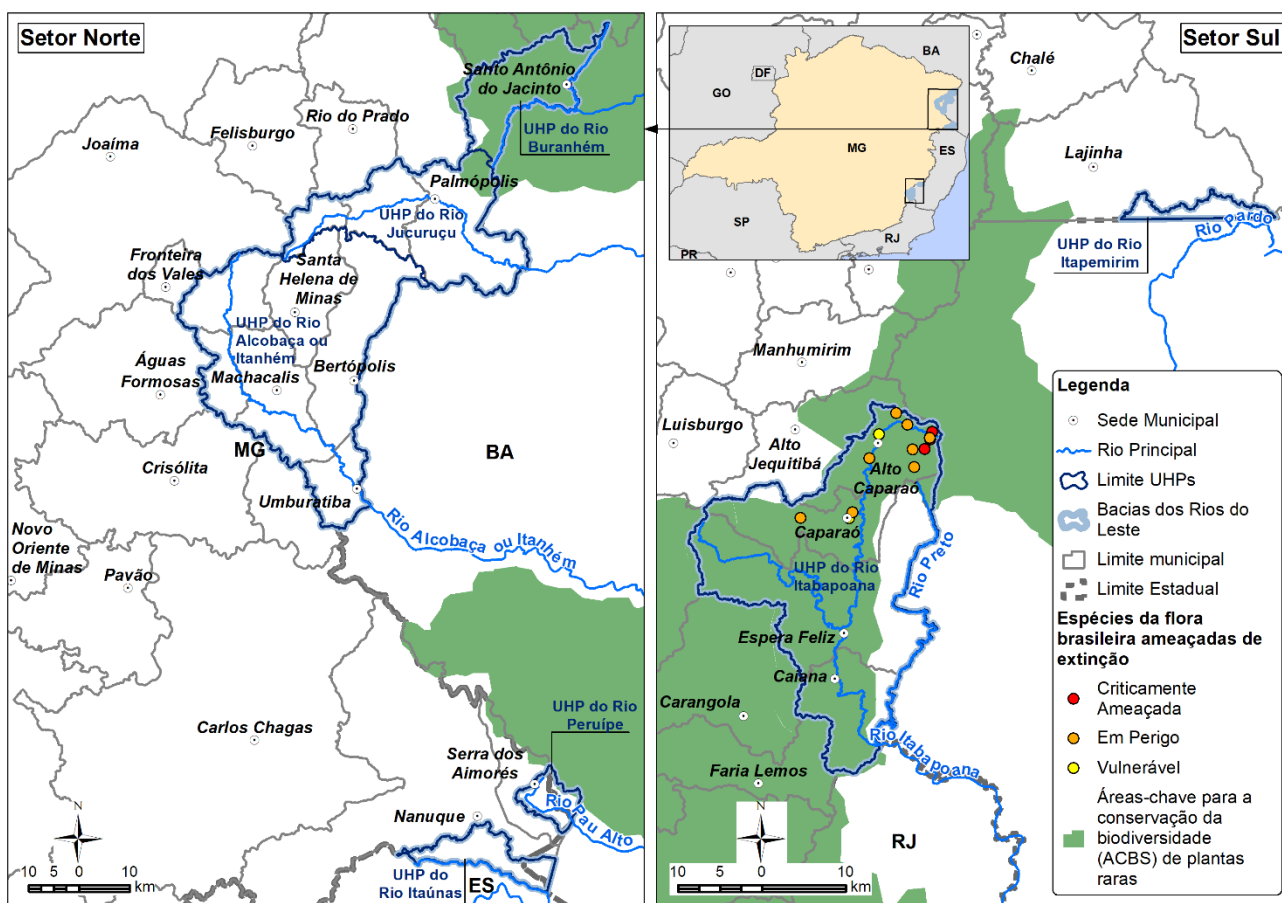 Setor Norte
Santo Antônio
do Jacinto
Rio do Prado
UHP do Rio
Buranhém
Felisburgo
Joaíma
Palmópolis
UHP do Rio
Jucuruçu
Fronteira
dos Vales
Santa
Helena de
Minas
UHP do Rio
Alcobaça ou
Itanhém
Águas
Formosas
Machacalis
Bertópolis
MG
BA
Crisólita
Umburatiba
Rio Alcobaça ou Itanhém
Novo
Oriente
de Minas
Pavão
UHP do Rio
Peruípe
Carlos Chagas
Serra dos
Aimorés
Rio Pau Alto
Nanuque
UHP do
Rio Itaúnas
ES
N
10 5 0 10
km
Setor Sul
BA
DF
GO
MG
ES
SP
RJ
PR
Chalé
Lajinha
Rio Pardo
UHP do Rio
Itapemirim
Manhumirim
Luisburgo
Alto
Jequitibá
Alto
Caparaó
Caparaó
UHP do Rio
Itabapoana
Rio Preto
Espera Feliz
Caiana
Carangola
Rio Itabapoana
Faria Lemos
RJ
N
10 5 0 10
km
Legenda
Sede Municipal
Rio Principal
Limite UHPs
Bacias dos Rios do
Leste
Limite municipal
Limite Estadual
Espécies da flora
brasileira ameaçadas de
extinção
Criticamente
Ameaçada
Em Perigo
Vulnerável
Áreas-chave para a
conservação da
biodiversidade
(ACBS) de plantas
raras